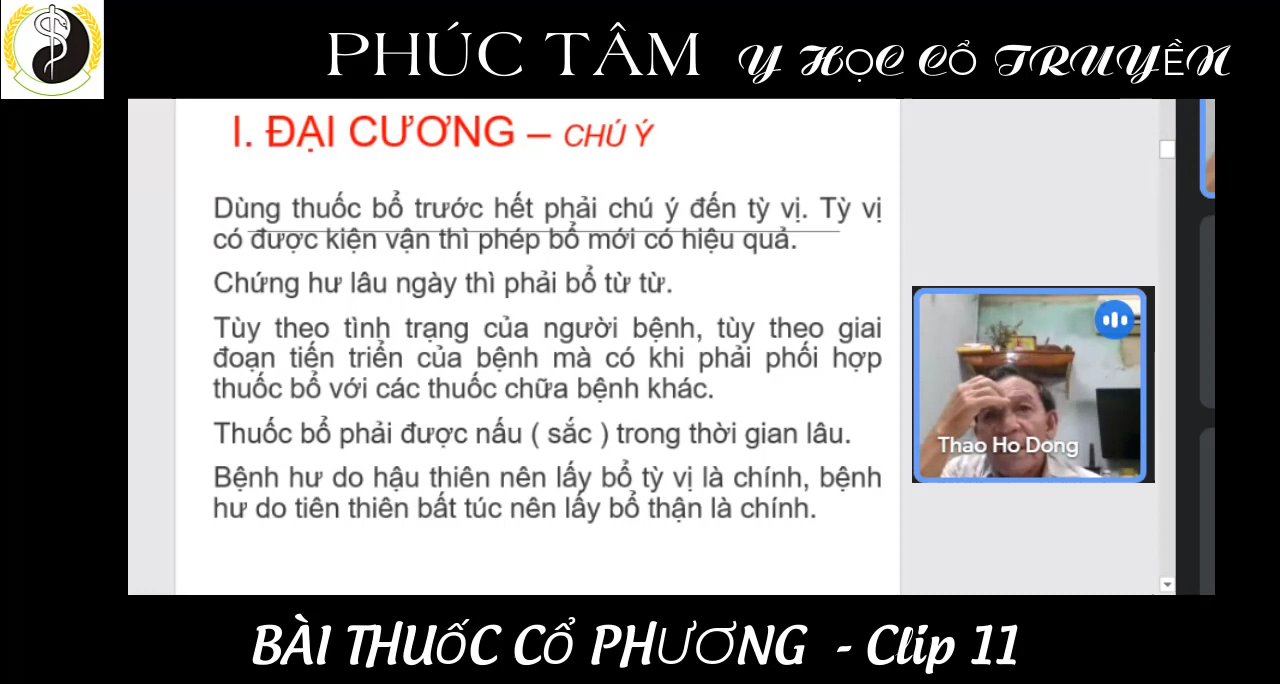 PHÚC TÂM Y HỌC CỔ TRUYỀN
I. ĐẠI CƯƠNG – CHÚ Ý
Dùng thuốc bổ trước hết phải chú ý đến tỳ vị. Tỳ vị
có được kiện vận thì phép bổ mới có hiệu quả.
Chứng hư lâu ngày thì phải bổ từ từ.
Tùy theo tình trạng của người bệnh, tùy theo giai
đoạn tiến triển của bệnh mà có khi phải phối hợp
thuốc bổ với các thuốc chữa bệnh khác.
Thuốc bổ phải được nấu ( sắc ) trong thời gian lâu.
Bệnh hư do hậu thiên nên lấy bổ tỳ vị là chính, bệnh
hư do tiên thiên bất túc nên lấy bổ thận là chính.
Thao Ho Dong
BÀI THUỐC CỔ PHƯƠNG - Clip 11